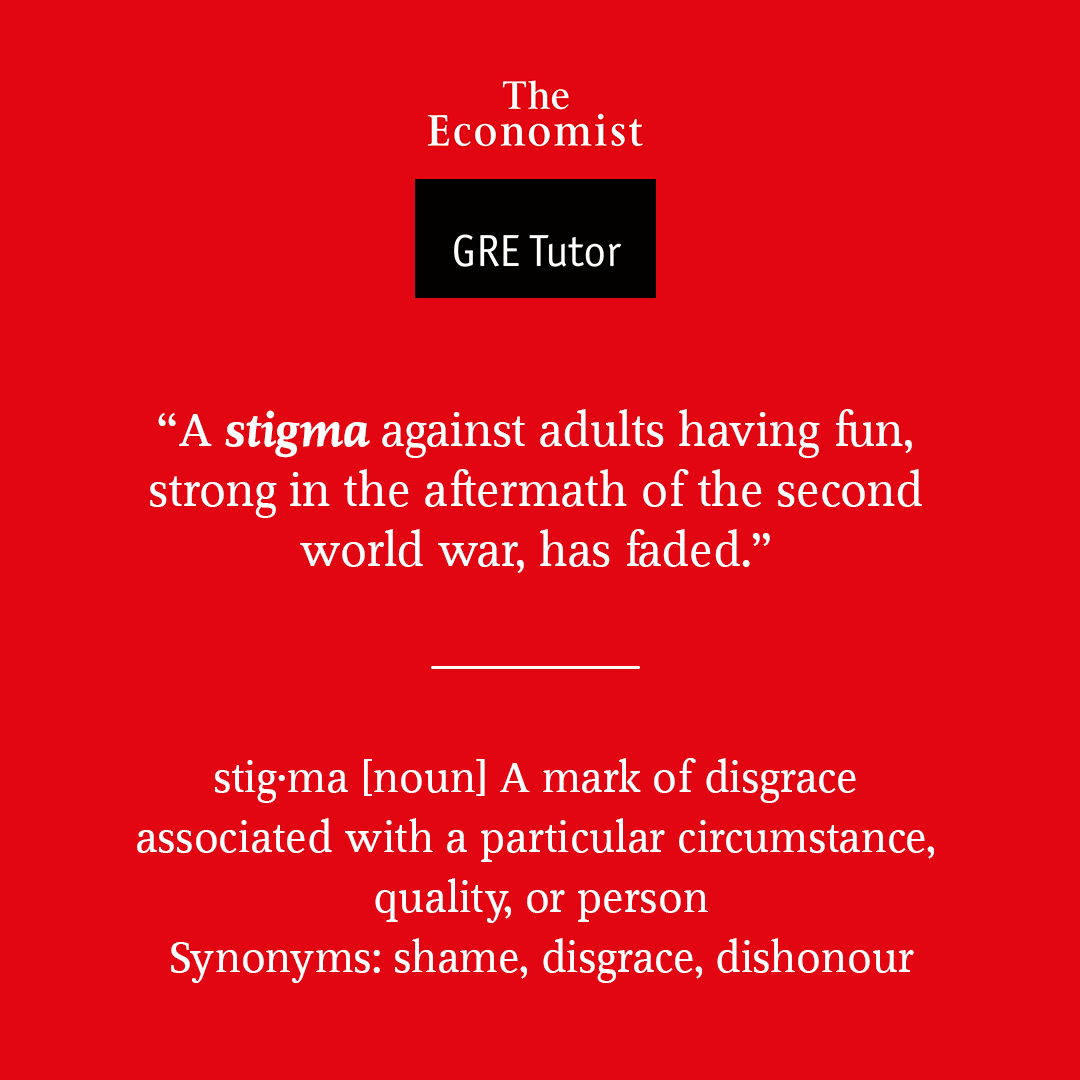 The
Economist
GRE Tutor
“A stigma against adults having fun,
strong in the aftermath of the second
world war, has faded.”
stig·ma [noun] A mark of disgrace
associated with a particular circumstance,
quality, or person
Synonyms: shame, disgrace, dishonour